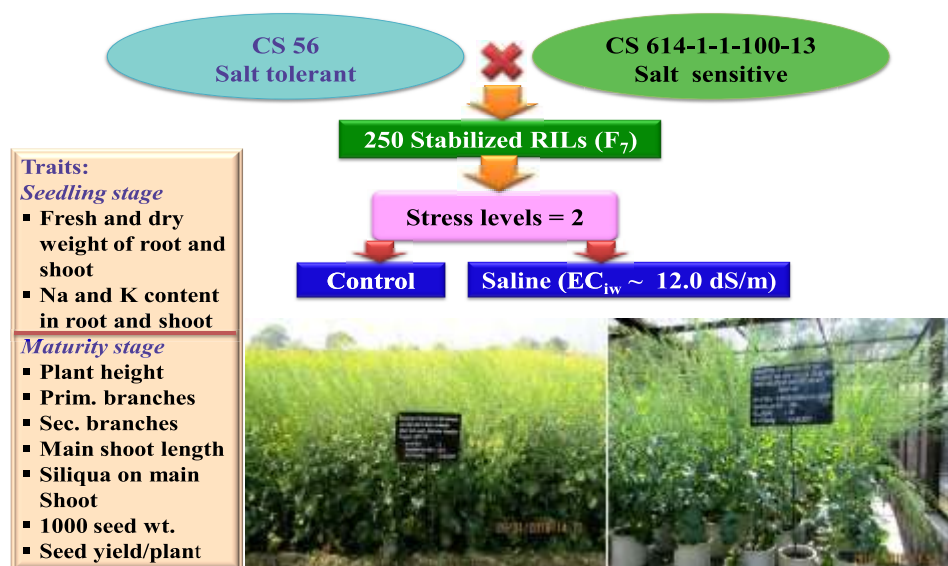 CS 56
Salt tolerant
CS 614-1-1-100-13
Salt sensitive
250 Stabilized RILs (F₇)
Stress levels = 2
Control
Saline (ECiw ~ 12.0 dS/m)
Traits:
Seedling stage
▪ Fresh and dry
weight of root and
shoot
▪ Na and K content
in root and shoot
Maturity stage
▪ Plant height
▪ Prim. branches
▪ Sec. branches
▪ Main shoot length
▪ Siliqua on main
Shoot
▪ 1000 seed wt.
▪ Seed yield/plant